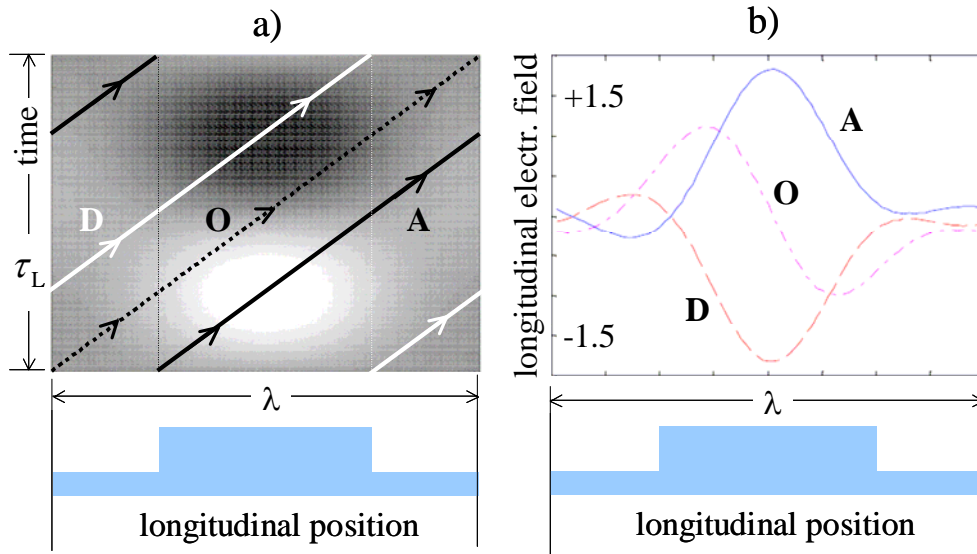 a)
time
τL
D
O
A
λ
longitudinal position
b)
longitudinal electr. field
+1.5
-1.5
A
O
D
λ
longitudinal position